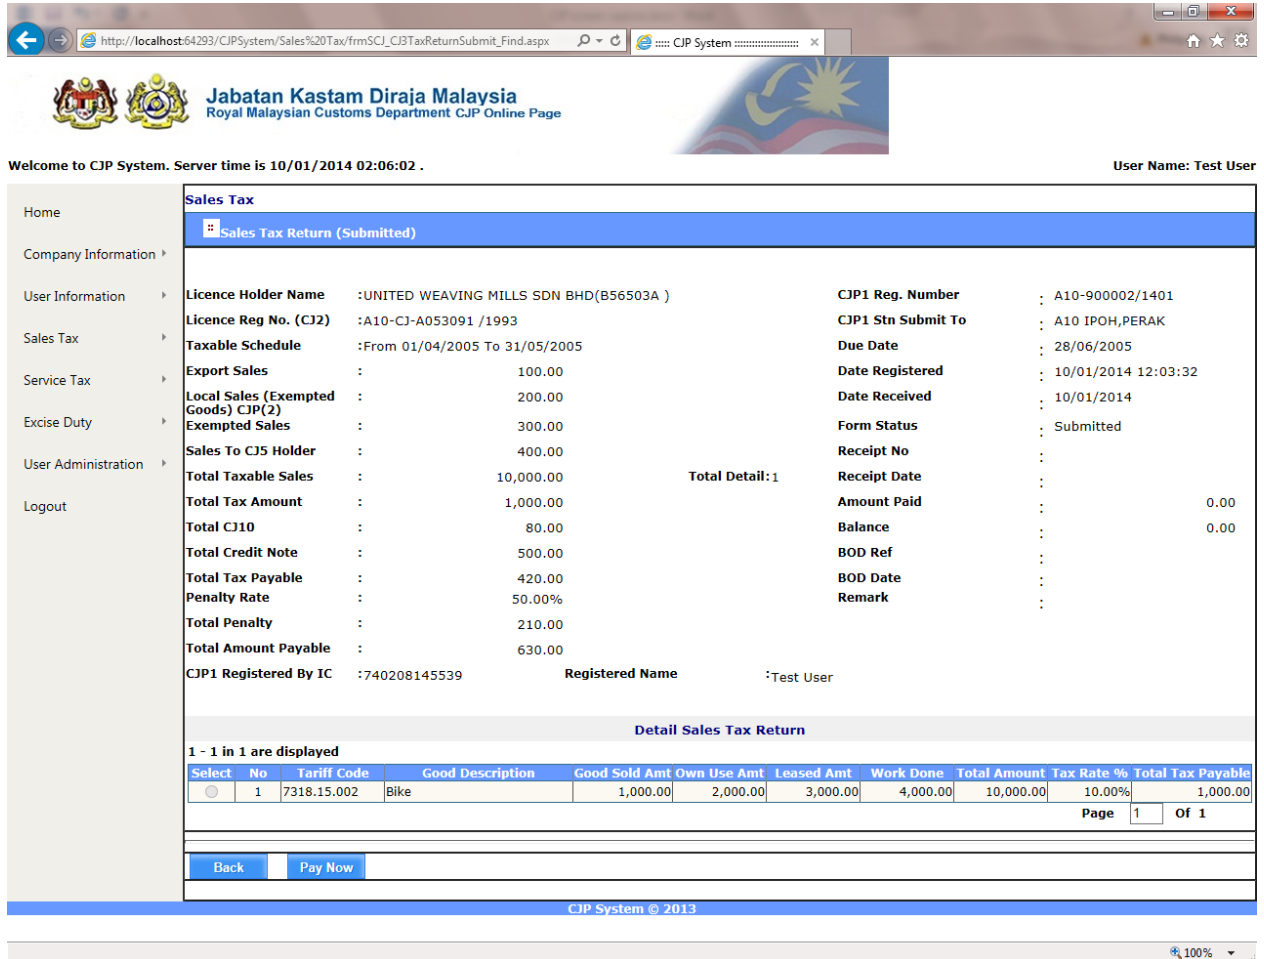 http://localhost:64293/CJPSystem/Sales%20Tax/frmSCJ_CJ3TaxReturnSubmit_Find.aspx
::::: CJP System ::::::::::::::::::::::
Jabatan Kastam Diraja Malaysia
Royal Malaysian Customs Department CJP Online Page
Welcome to CJP System. Server time is 10/01/2014 02:06:02 .
User Name: Test User
Home
Company Information
User Information
Sales Tax
Service Tax
Excise Duty
User Administration
Logout
Sales Tax
Sales Tax Return (Submitted)
Licence Holder Name :UNITED WEAVING MILLS SDN BHD(B56503A ) CJP1 Reg. Number : A10-900002/1401
Licence Reg No. (CJ2) :A10-CJ-A053091 /1993 CJP1 Stn Submit To : A10 IPOH,PERAK
Taxable Schedule :From 01/04/2005 To 31/05/2005 Due Date : 28/06/2005
Export Sales : 100.00 Date Registered : 10/01/2014 12:03:32
Local Sales (Exempted Goods) CJP(2) : 200.00 Date Received : 10/01/2014
Exempted Sales : 300.00 Form Status : Submitted
Sales To CJ5 Holder : 400.00 Receipt No :
Total Taxable Sales : 10,000.00 Total Detail:1 Receipt Date :
Total Tax Amount : 1,000.00 Amount Paid : 0.00
Total CJ10 : 80.00 Balance : 0.00
Total Credit Note : 500.00 BOD Ref :
Total Tax Payable : 420.00 BOD Date :
Penalty Rate : 50.00% Remark :
Total Penalty : 210.00
Total Amount Payable : 630.00
CJP1 Registered By IC :740208145539 Registered Name :Test User
Detail Sales Tax Return
1 - 1 in 1 are displayed
Select No Tariff Code Good Description Good Sold Amt Own Use Amt Leased Amt Work Done Total Amount Tax Rate % Total Tax Payable
1 7318.15.002 Bike 1,000.00 2,000.00 3,000.00 4,000.00 10,000.00 10.00% 1,000.00
Page 1 Of 1
Back Pay Now
CJP System © 2013
100%